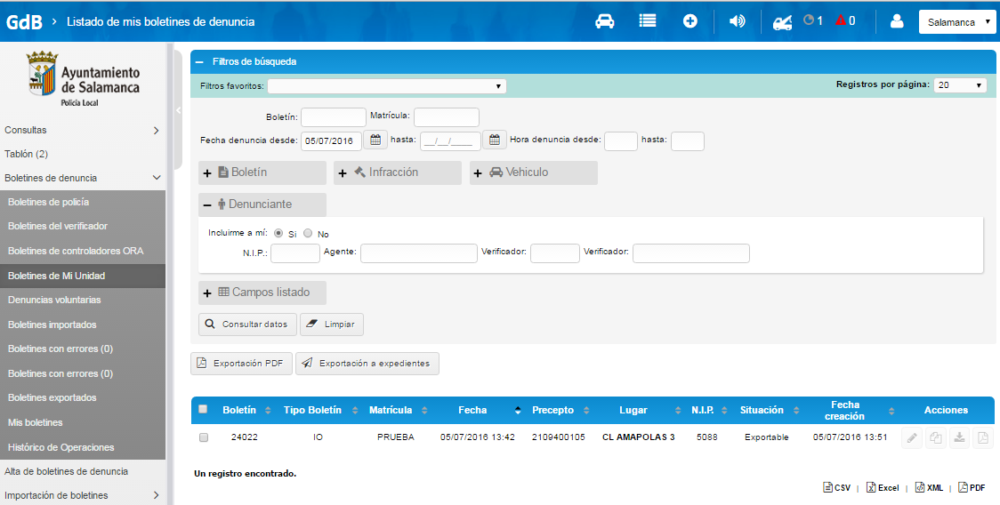 GdB > Listado de mis boletines de denuncia 1 0 Salamanca
Ayuntamiento
de Salamanca
Policía Local
Consultas
Tablón (2)
Boletines de denuncia
Boletines de policía
Boletines del verificador
Boletines de controladores ORA
Boletines de Mi Unidad
Denuncias voluntarias
Boletines importados
Boletines con errores (0)
Boletines con errores (0)
Boletines exportados
Mis boletines
Histórico de Operaciones
Alta de boletines de denuncia
Importación de boletines
Filtros de búsqueda
Filtros favoritos: Registros por página: 20
Boletín: Matrícula:
Fecha denuncia desde: 05/07/2016 hasta: __/__/____ Hora denuncia desde: hasta:
+ Boletín + Infracción + Vehiculo
− Denunciante
Incluirme a mí: Si No
N.I.P.: Agente: Verificador: Verificador:
+ Campos listado
Consultar datos Limpiar
Exportación PDF Exportación a expedientes
Boletín Tipo Boletín Matrícula Fecha Precepto Lugar N.I.P. Situación Fecha creación Acciones
24022 IO PRUEBA 05/07/2016 13:42 2109400105 CL AMAPOLAS 3 5088 Exportable 05/07/2016 13:51
Un registro encontrado.
CSV | Excel | XML | PDF